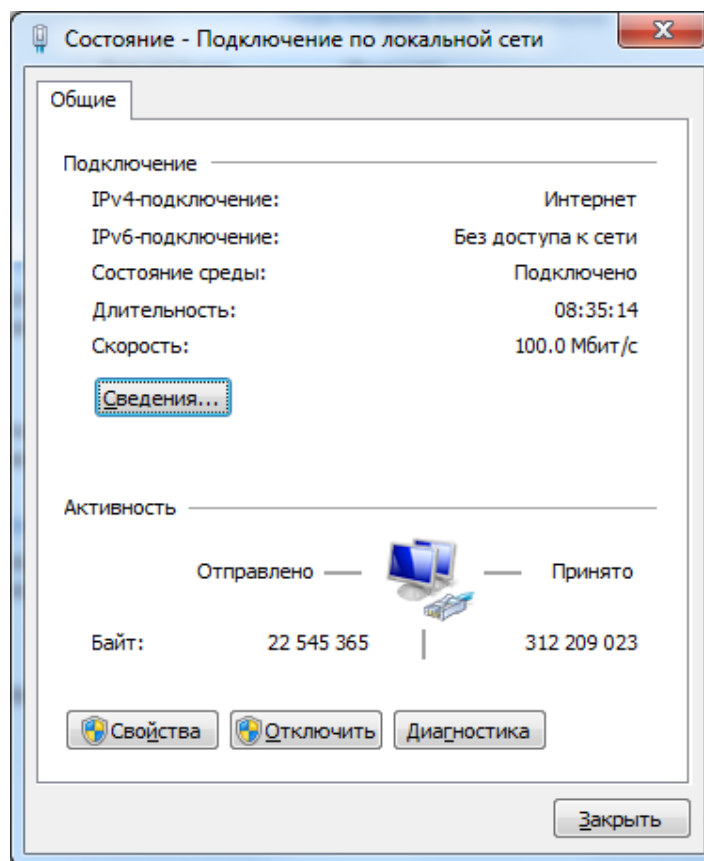 Состояние - Подключение по локальной сети
Общие
Подключение
IPv4-подключение: Интернет
IPv6-подключение: Без доступа к сети
Состояние среды: Подключено
Длительность: 08:35:14
Скорость: 100.0 Мбит/с
Сведения...
Активность
Отправлено — — Принято
Байт: 22 545 365 | 312 209 023
Свойства Отключить Диагностика
Закрыть